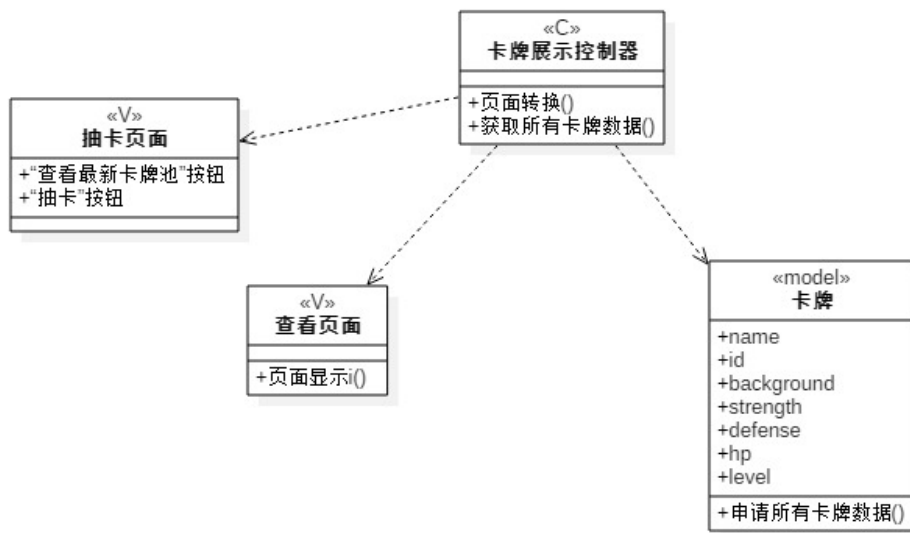 «C»
卡牌展示控制器
+页面转换()
+获取所有卡牌数据()
«V»
抽卡页面
+“查看最新卡牌池”按钮
+“抽卡”按钮
«V»
查看页面
+页面显示i()
«model»
卡牌
+name
+id
+background
+strength
+defense
+hp
+level
+申请所有卡牌数据()